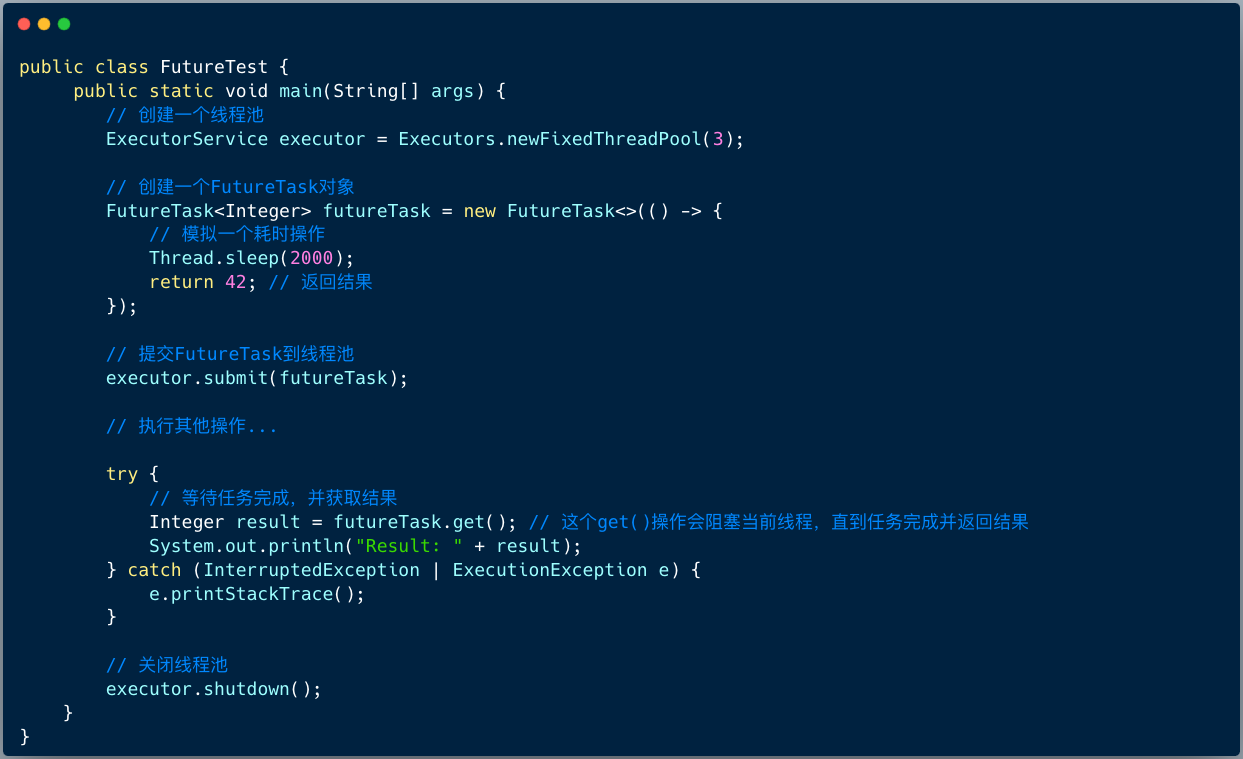 public class FutureTest {
public static void main(String[] args) {
// 创建一个线程池
ExecutorService executor = Executors.newFixedThreadPool(3);
// 创建一个FutureTask对象
FutureTask<Integer> futureTask = new FutureTask<>(() -> {
// 模拟一个耗时操作
Thread.sleep(2000);
return 42; // 返回结果
});
// 提交FutureTask到线程池
executor.submit(futureTask);
// 执行其他操作...
try {
// 等待任务完成，并获取结果
Integer result = futureTask.get(); // 这个get()操作会阻塞当前线程，直到任务完成并返回结果
System.out.println("Result: " + result);
} catch (InterruptedException | ExecutionException e) {
e.printStackTrace();
}
// 关闭线程池
executor.shutdown();
}
}